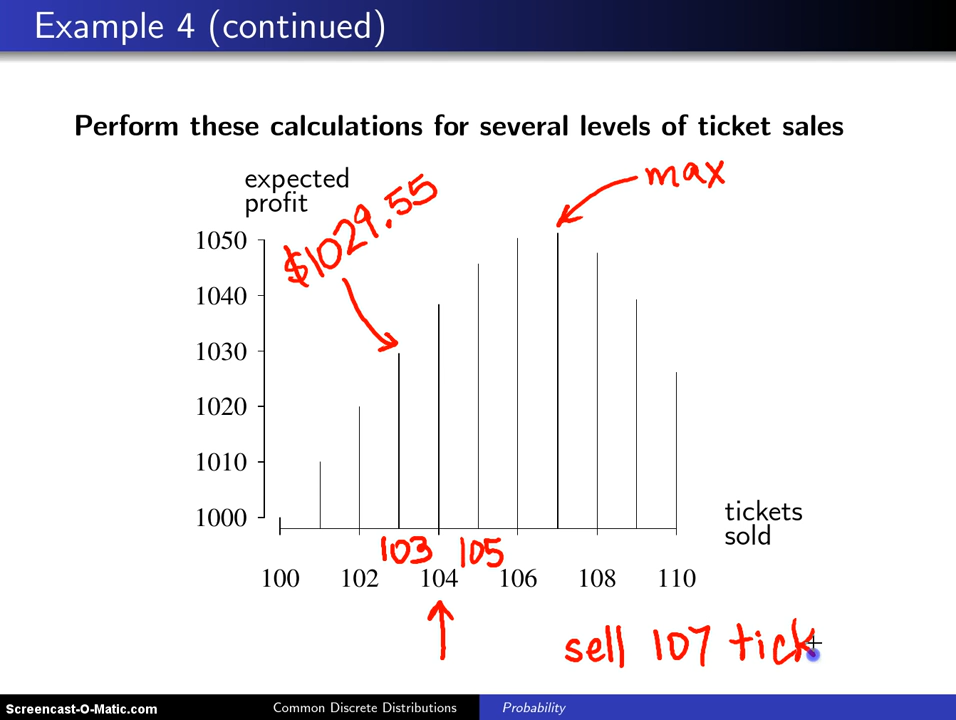 Example 4 (continued)
Perform these calculations for several levels of ticket sales
expected
profit
max
$1029.55
1050
1040
1030
1020
1010
1000
tickets
sold
103 105
100 102 104 106 108 110
sell 107 tick
Screencast-O-Matic.com Common Discrete Distributions Probability